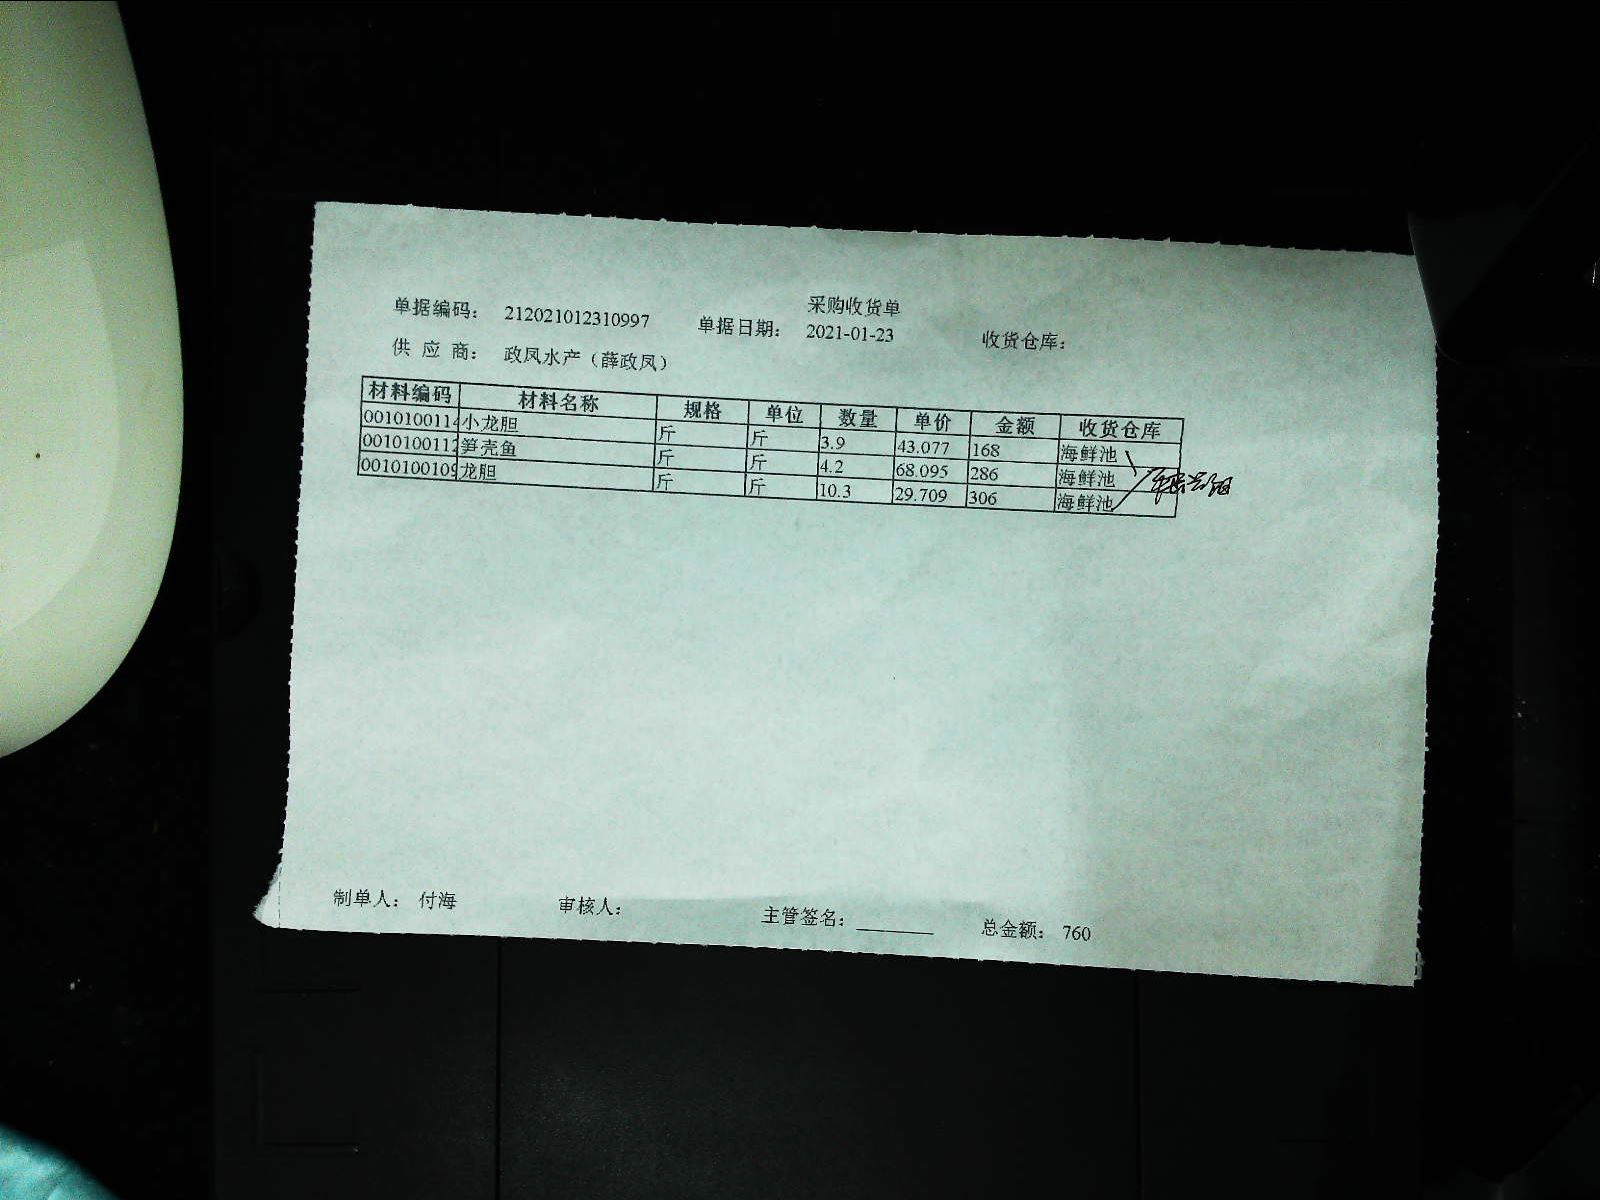 采购收货单
单据编码: 212021012310997 单据日期: 2021-01-23 收货仓库:
供 应 商: 政凤水产（薛政凤）
材料编码 材料名称 规格 单位 数量 单价 金额 收货仓库
0010100114 小龙胆 斤 斤 3.9 43.077 168 海鲜池
0010100112 笋壳鱼 斤 斤 4.2 68.095 286 海鲜池
0010100109 龙胆 斤 斤 10.3 29.709 306 海鲜池
制单人: 付海 审核人: 主管签名: ________ 总金额: 760